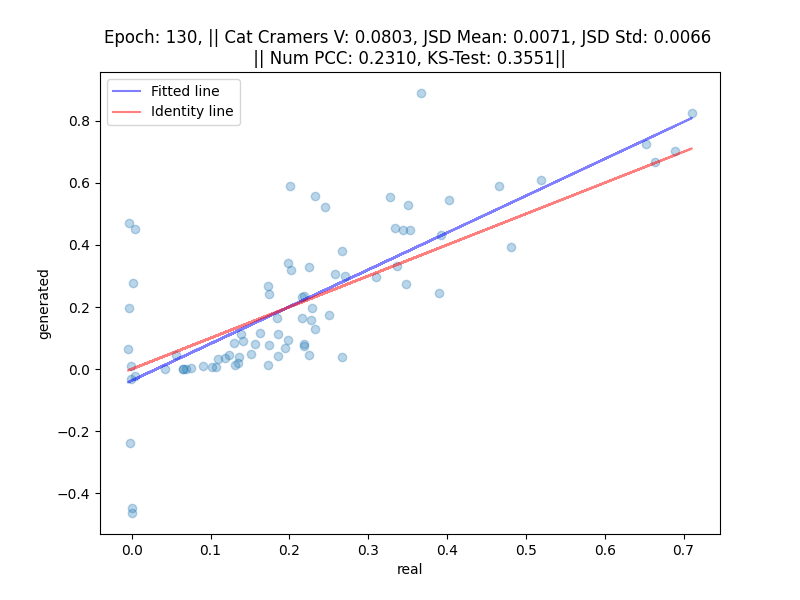 Epoch: 130, || Cat Cramers V: 0.0803, JSD Mean: 0.0071, JSD Std: 0.0066
|| Num PCC: 0.2310, KS-Test: 0.3551||
Fitted line
Identity line
generated
0.8
0.6
0.4
0.2
0.0
−0.2
−0.4
0.0 0.1 0.2 0.3 0.4 0.5 0.6 0.7
real